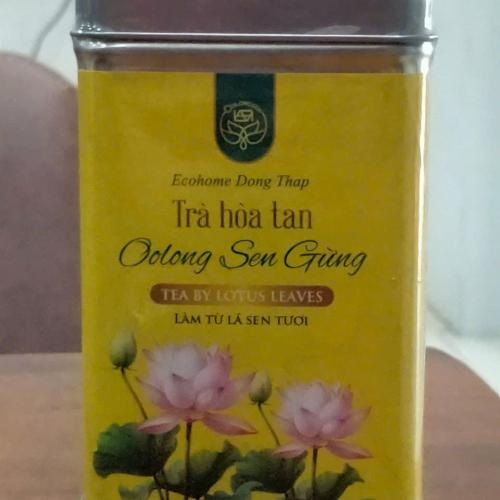 Ecohome Dong Thap
Trà hòa tan
Oolong Sen Gừng
TEA BY LOTUS LEAVES
LÀM TỪ LÁ SEN TƯƠI